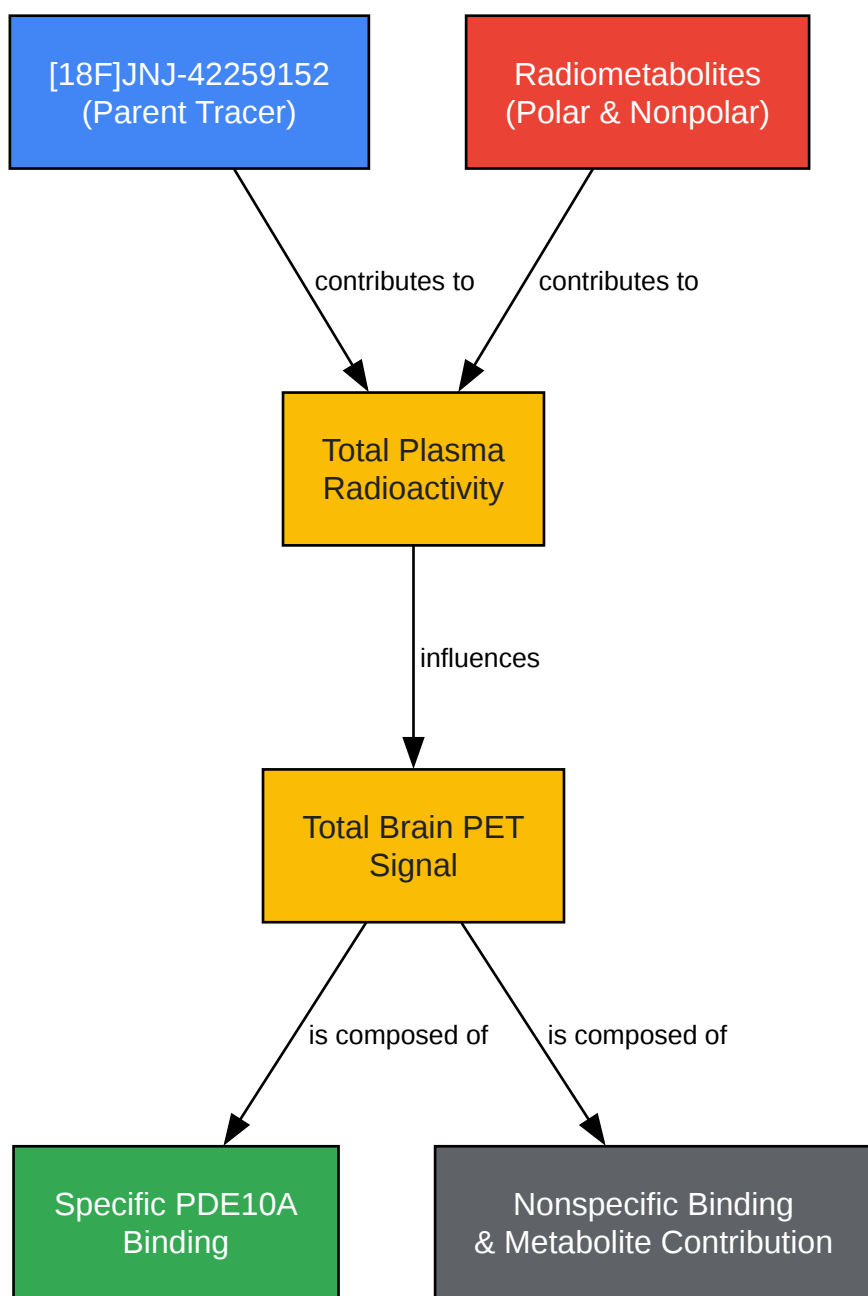 [18F]JNJ-42259152
(Parent Tracer)
Radiometabolites
(Polar & Nonpolar)
contributes to
contributes to
Total Plasma
Radioactivity
influences
Total Brain PET
Signal
is composed of
is composed of
Specific PDE10A
Binding
Nonspecific Binding
& Metabolite Contribution